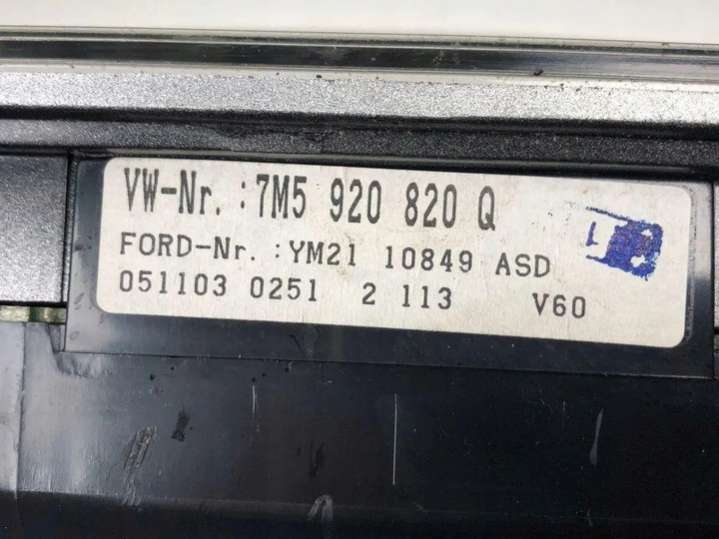 VW-Nr.:7M5 920 820 Q
FORD-Nr.:YM21 10849 ASD
051103 0251 2 113 V60